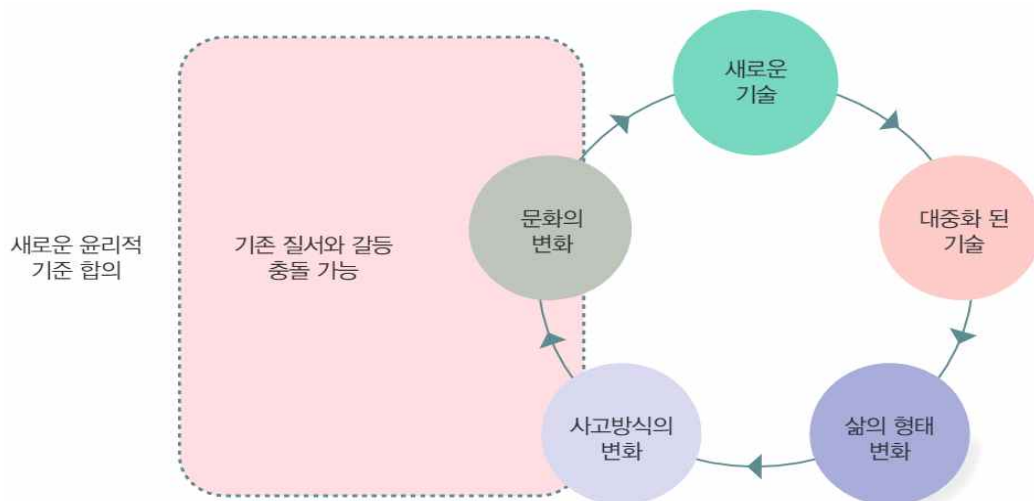 새로운
기술
대중화 된
기술
삶의 형태
변화
사고방식의
변화
문화의
변화
기존 질서와 갈등
충돌 가능
새로운 윤리적
기준 합의